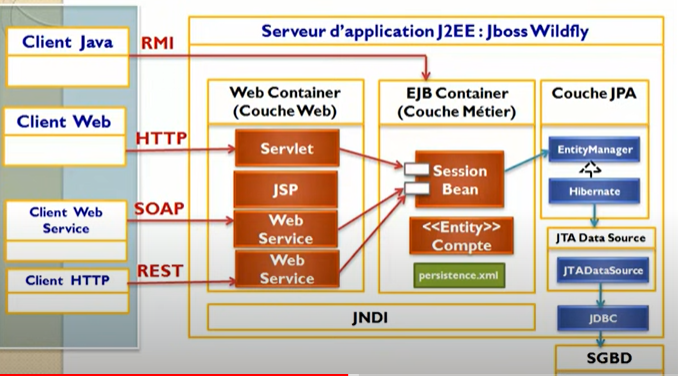 Serveur d'application J2EE : Jboss Wildfly
Client Java
RMI
Client Web
HTTP
Client Web
Service
SOAP
Client HTTP
REST
Web Container
(Couche Web)
Servlet
JSP
Web
Service
Web
Service
EJB Container
(Couche Métier)
Session
Bean
<<Entity>>
Compte
persistence.xml
Couche JPA
EntityManager
Hibernate
JTA Data Source
JTADataSource
JDBC
JNDI
SGBD